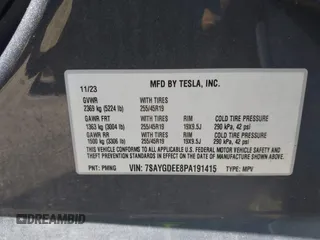 MFD BY TESLA, INC.
11/23
GVWR WITH TIRES
2369 kg (5224 lb) 255/45R19
GAWR FRT WITH TIRES RIM COLD TIRE PRESSURE
1363 kg (3004 lb) 255/45R19 19X9.5J 290 kPa, 42 psi
GAWR RR WITH TIRES RIM COLD TIRE PRESSURE
1500 kg (3306 lb) 255/45R19 19X9.5J 290 kPa, 42 psi
THIS VEHICLE CONFORMS TO ALL APPLICABLE U.S. FEDERAL MOTOR
VEHICLE SAFETY AND THEFT PREVENTION STANDARDS IN
EFFECT ON THE DATE OF MANUFACTURE SHOWN ABOVE.
PNT: PMNG VIN: 7SAYGDEE8PA191415 TYPE: MPV
DREAMBID